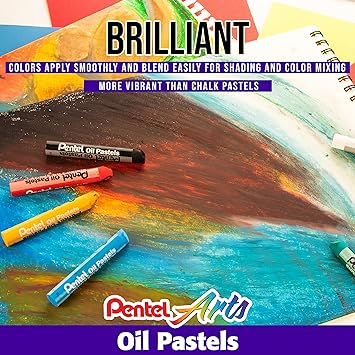 BRILLIANT
COLORS APPLY SMOOTHLY AND BLEND EASILY FOR SHADING AND COLOR MIXING
MORE VIBRANT THAN CHALK PASTELS
Pentel Oil Pastels
Pentel Oil Pastels
Pentel Oil Pastels
Pentel Oil Pastels
Pentel Arts
Oil Pastels